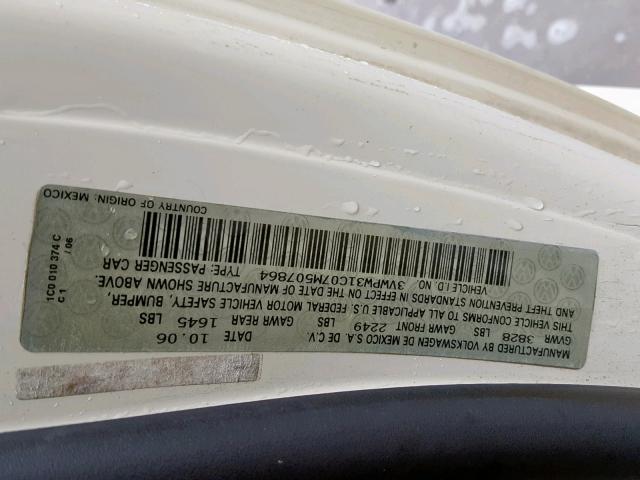 MANUFACTURED BY VOLKSWAGEN DE MEXICO S.A. DE C.V. DATE 10.06
GVWR 3828 LBS GAWR FRONT 2249 LBS GAWR REAR 1645 LBS
THIS VEHICLE CONFORMS TO ALL APPLICABLE U.S. FEDERAL MOTOR VEHICLE SAFETY, BUMPER,
AND THEFT PREVENTION STANDARDS IN EFFECT ON THE DATE OF MANUFACTURE SHOWN ABOVE.
VEHICLE I.D. NO. 3VWPW31C07M507864 TYPE: PASSENGER CAR
COUNTRY OF ORIGIN: MEXICO
1C0 010 374 C / 06
C 1